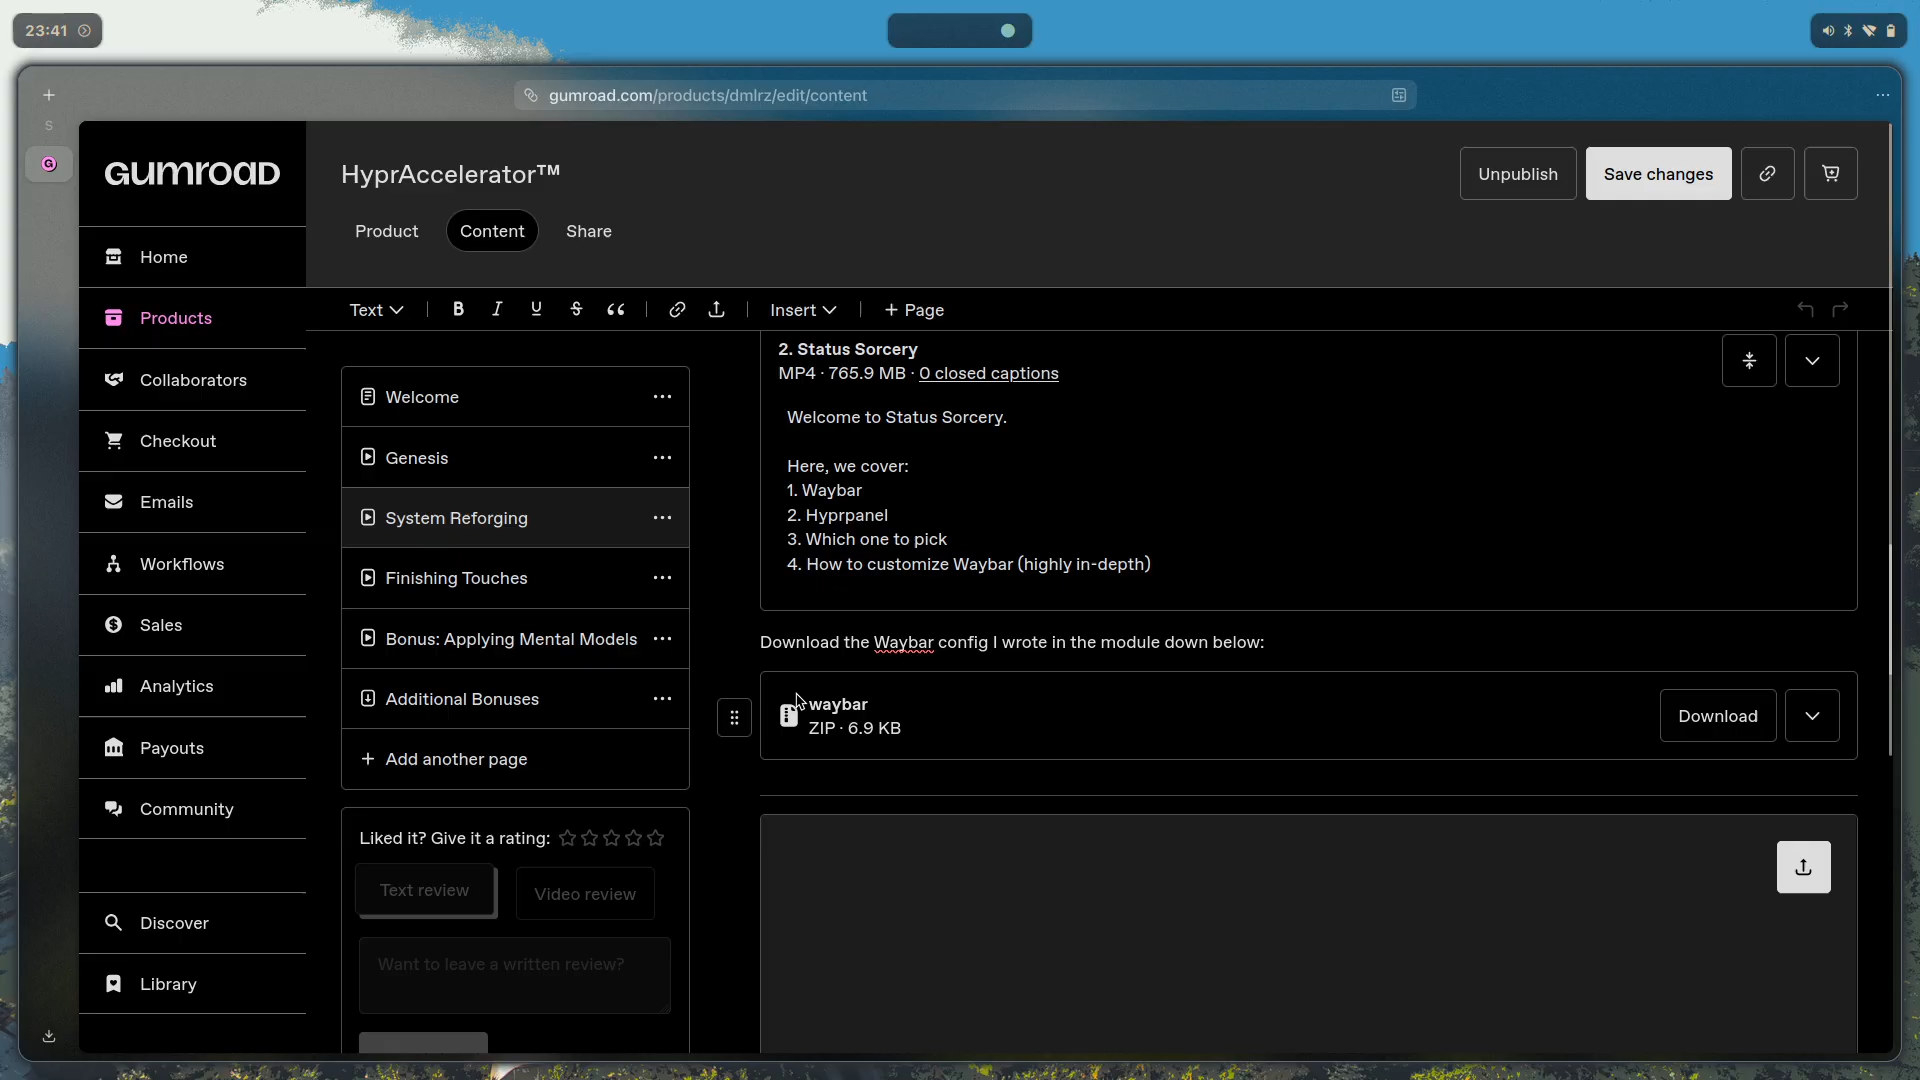 23:41
gumroad.com/products/dmlrz/edit/content
S
G
GUMROAD
HyprAccelerator™
Unpublish
Save changes
Product
Content
Share
Home
Products
Collaborators
Checkout
Emails
Workflows
Sales
Analytics
Payouts
Community
Discover
Library
Text
B I U S
Insert
+ Page
Welcome
Genesis
System Reforging
Finishing Touches
Bonus: Applying Mental Models
Additional Bonuses
+ Add another page
Liked it? Give it a rating:
Text review
Video review
Want to leave a written review?
2. Status Sorcery
MP4 · 765.9 MB · 0 closed captions
Welcome to Status Sorcery.
Here, we cover:
1. Waybar
2. Hyprpanel
3. Which one to pick
4. How to customize Waybar (highly in-depth)
Download the Waybar config I wrote in the module down below:
waybar
ZIP · 6.9 KB
Download